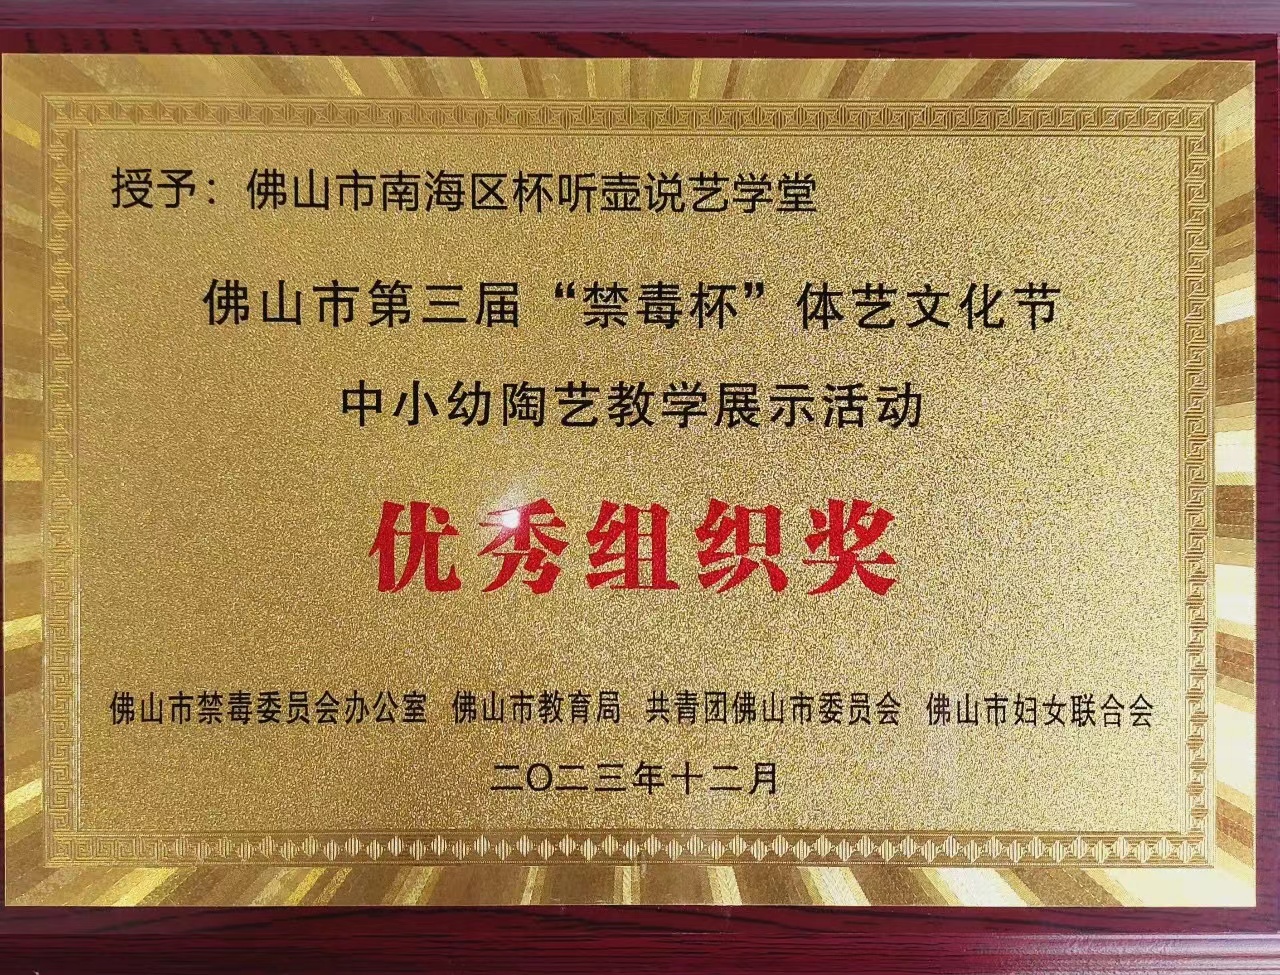 授予：佛山市南海区杯听壶说艺学堂
佛山市第三届“禁毒杯”体艺文化节
中小幼陶艺教学展示活动
优秀组织奖
佛山市禁毒委员会办公室 佛山市教育局 共青团佛山市委员会 佛山市妇女联合会
二〇二三年十二月